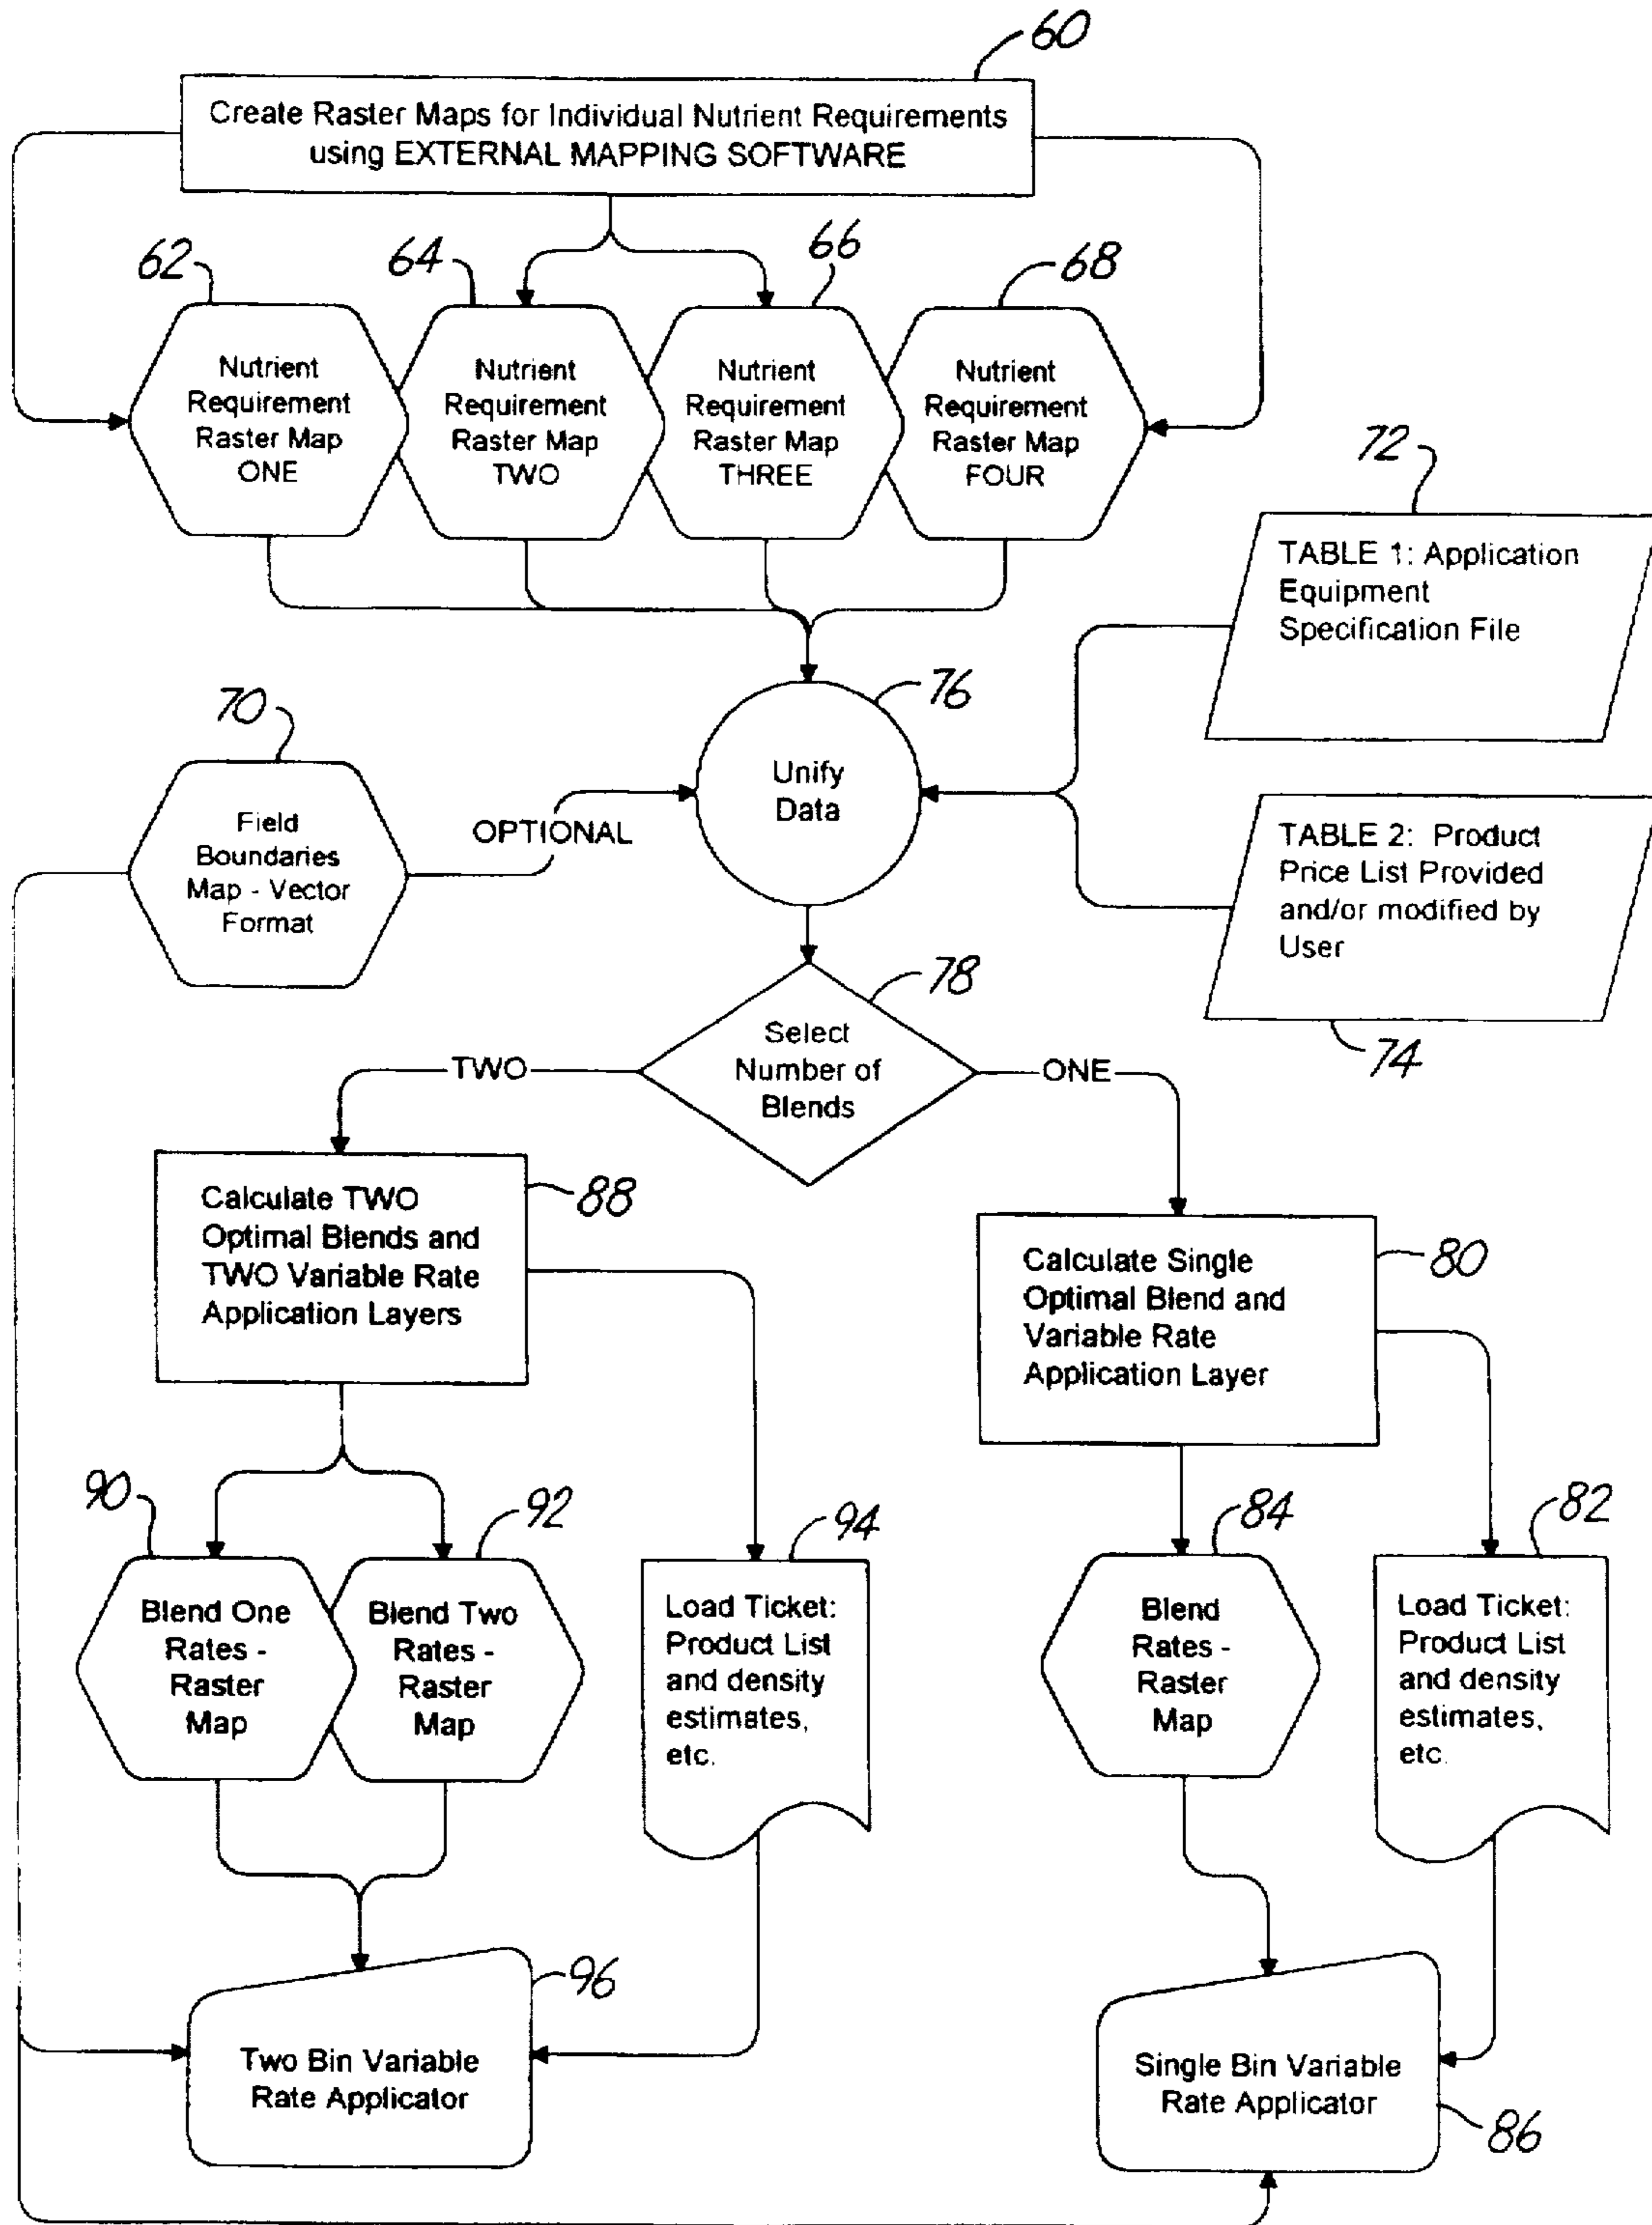 60
Create Raster Maps for Individual Nutrient Requirements
using EXTERNAL MAPPING SOFTWARE
62
64
66
68
Nutrient
Requirement
Raster Map
ONE
Nutrient
Requirement
Raster Map
TWO
Nutrient
Requirement
Raster Map
THREE
Nutrient
Requirement
Raster Map
FOUR
72
TABLE 1: Application
Equipment
Specification File
70
Field
Boundaries
Map - Vector
Format
OPTIONAL
76
Unify
Data
TABLE 2: Product
Price List Provided
and/or modified by
User
74
78
Select
Number of
Blends
TWO
ONE
88
Calculate TWO
Optimal Blends and
TWO Variable Rate
Application Layers
80
Calculate Single
Optimal Blend and
Variable Rate
Application Layer
90
92
94
84
82
Blend One
Rates -
Raster
Map
Blend Two
Rates -
Raster
Map
Load Ticket:
Product List
and density
estimates,
etc.
Blend
Rates -
Raster
Map
Load Ticket:
Product List
and density
estimates,
etc.
96
Two Bin Variable
Rate Applicator
Single Bin Variable
Rate Applicator
86